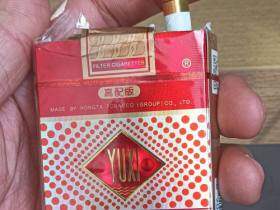 FILTER CIGARETTES
®
高配版
MADE BY HONGTA TOBACCO (GROUP) CO., LTD.
YUXI